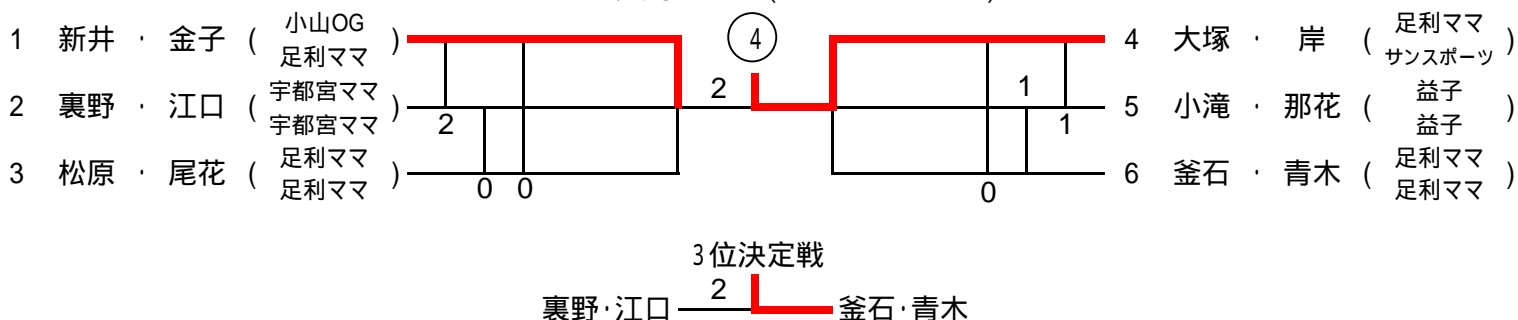 1 新井 · 金子 ( 小山OG 足利ママ ) ④ 4 大塚 · 岸 ( 足利ママ サンスポーツ )
2 裏野 · 江口 ( 宇都宮ママ 宇都宮ママ ) 2 2 1 1 5 小滝 · 那花 ( 益子 益子 )
3 松原 · 尾花 ( 足利ママ 足利ママ ) 0 0 0 6 釜石 · 青木 ( 足利ママ 足利ママ )
3位決定戦
裏野·江口 2 釜石·青木